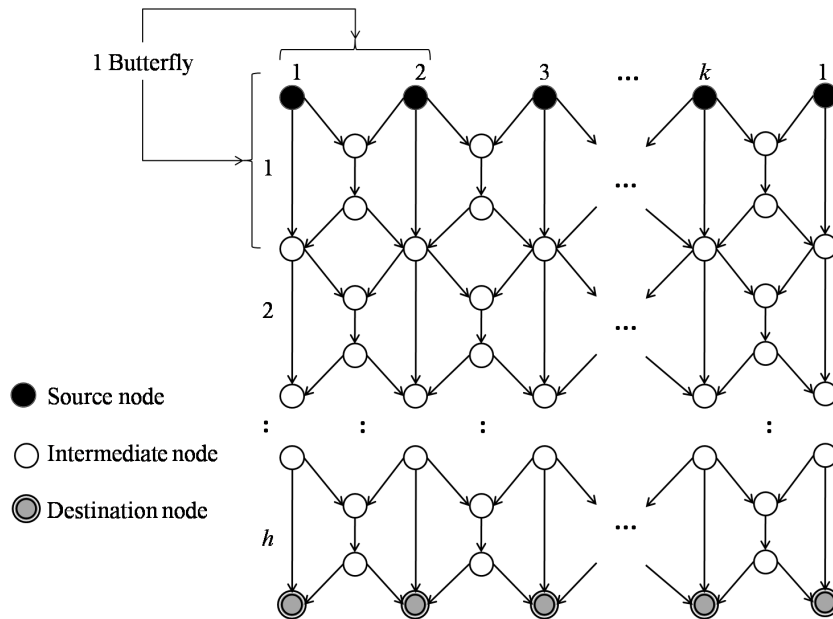 1 Butterfly
1 2 3 ... k 1
1
...
2
...
Source node
: : : :
Intermediate node
Destination node
h
...